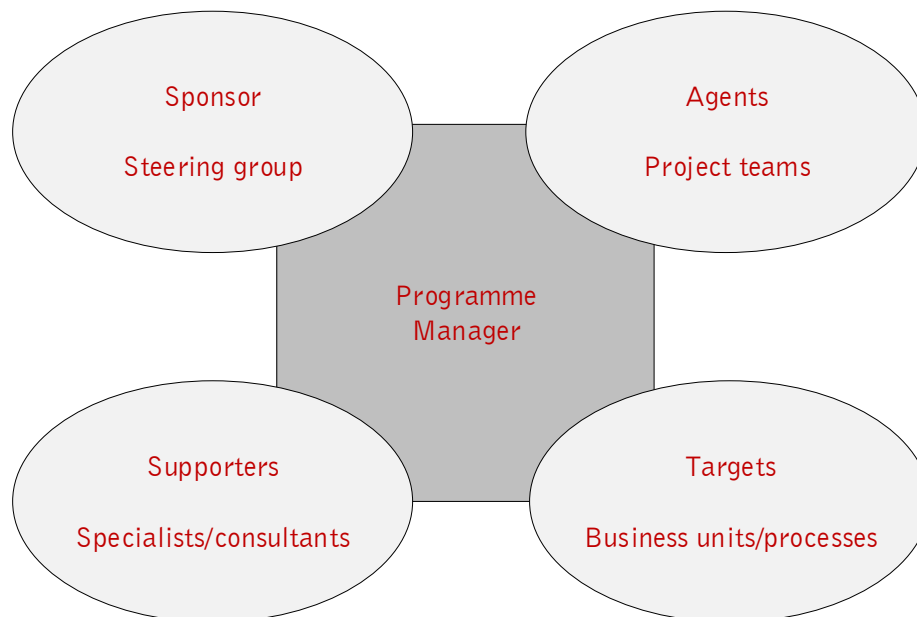 Sponsor
Steering group
Agents
Project teams
Programme
Manager
Supporters
Specialists/consultants
Targets
Business units/processes